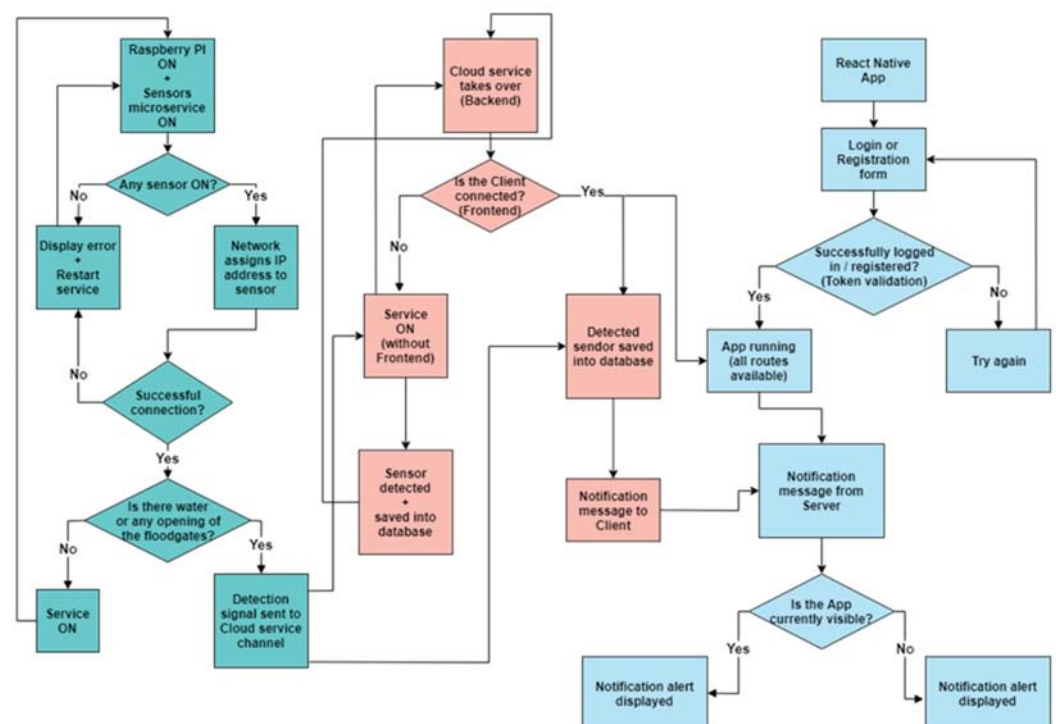 Raspberry PI
ON
+
Sensors
microservice
ON
Any sensor ON?
No
Yes
Display error
+
Restart
service
Network
assigns IP
address to
sensor
No
Successful
connection?
Yes
Is there water
or any opening of
the floodgates?
No
Yes
Service
ON
Detection
signal sent to
Cloud service
channel
Cloud service
takes over
(Backend)
Is the Client
connected?
(Frontend)
Yes
No
Service
ON
(without
Frontend)
Sensor
detected
+
saved into
database
Detected
sendor saved
into database
Notification
message to
Client
React Native
App
Login or
Registration
form
Successfully logged
in / registered?
(Token validation)
Yes
No
App running
(all routes
available)
Try again
Notification
message from
Server
Is the App
currently visible?
Yes
No
Notification alert
displayed
Notification alert
displayed